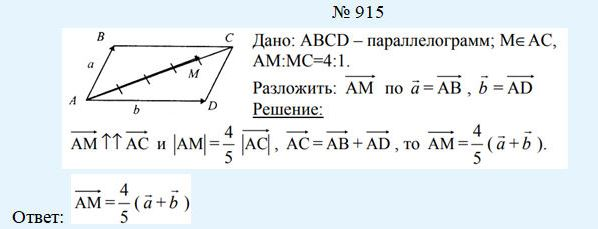 № 915
B C
a M
A b D
Дано: ABCD – параллелограмм; M∈AC,
AM:MC=4:1.
Разложить: $\overrightarrow{AM}$ по $\vec{a}=\overrightarrow{AB}$, $\vec{b}=\overrightarrow{AD}$
Решение:
$\overrightarrow{AM}$ ↑↑ $\overrightarrow{AC}$ и $|AM|=\frac{4}{5}|\overrightarrow{AC}|$, $\overrightarrow{AC}=\overrightarrow{AB}+\overrightarrow{AD}$, то $\overrightarrow{AM}=\frac{4}{5}(\vec{a}+\vec{b})$.
Ответ: $\overrightarrow{AM}=\frac{4}{5}(\vec{a}+\vec{b})$